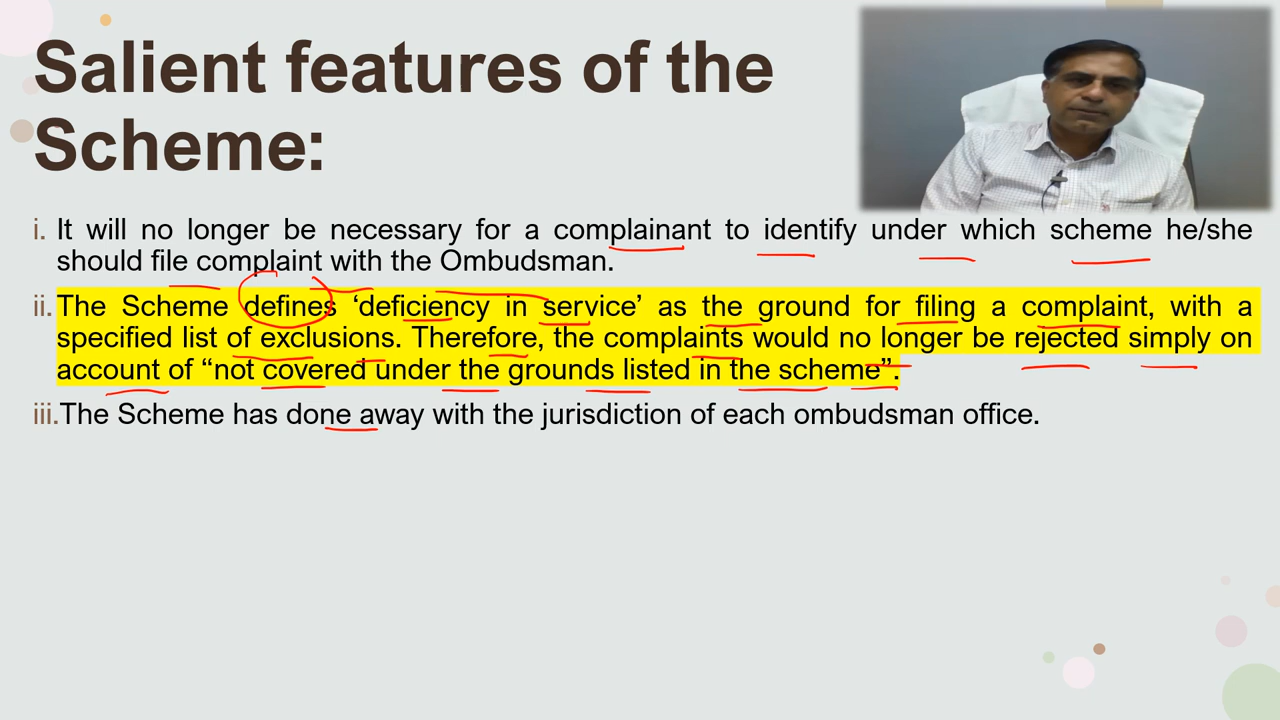 Salient features of the
Scheme:
i. It will no longer be necessary for a complainant to identify under which scheme he/she
should file complaint with the Ombudsman.
ii. The Scheme defines ‘deficiency in service’ as the ground for filing a complaint, with a
specified list of exclusions. Therefore, the complaints would no longer be rejected simply on
account of “not covered under the grounds listed in the scheme”.
iii.The Scheme has done away with the jurisdiction of each ombudsman office.